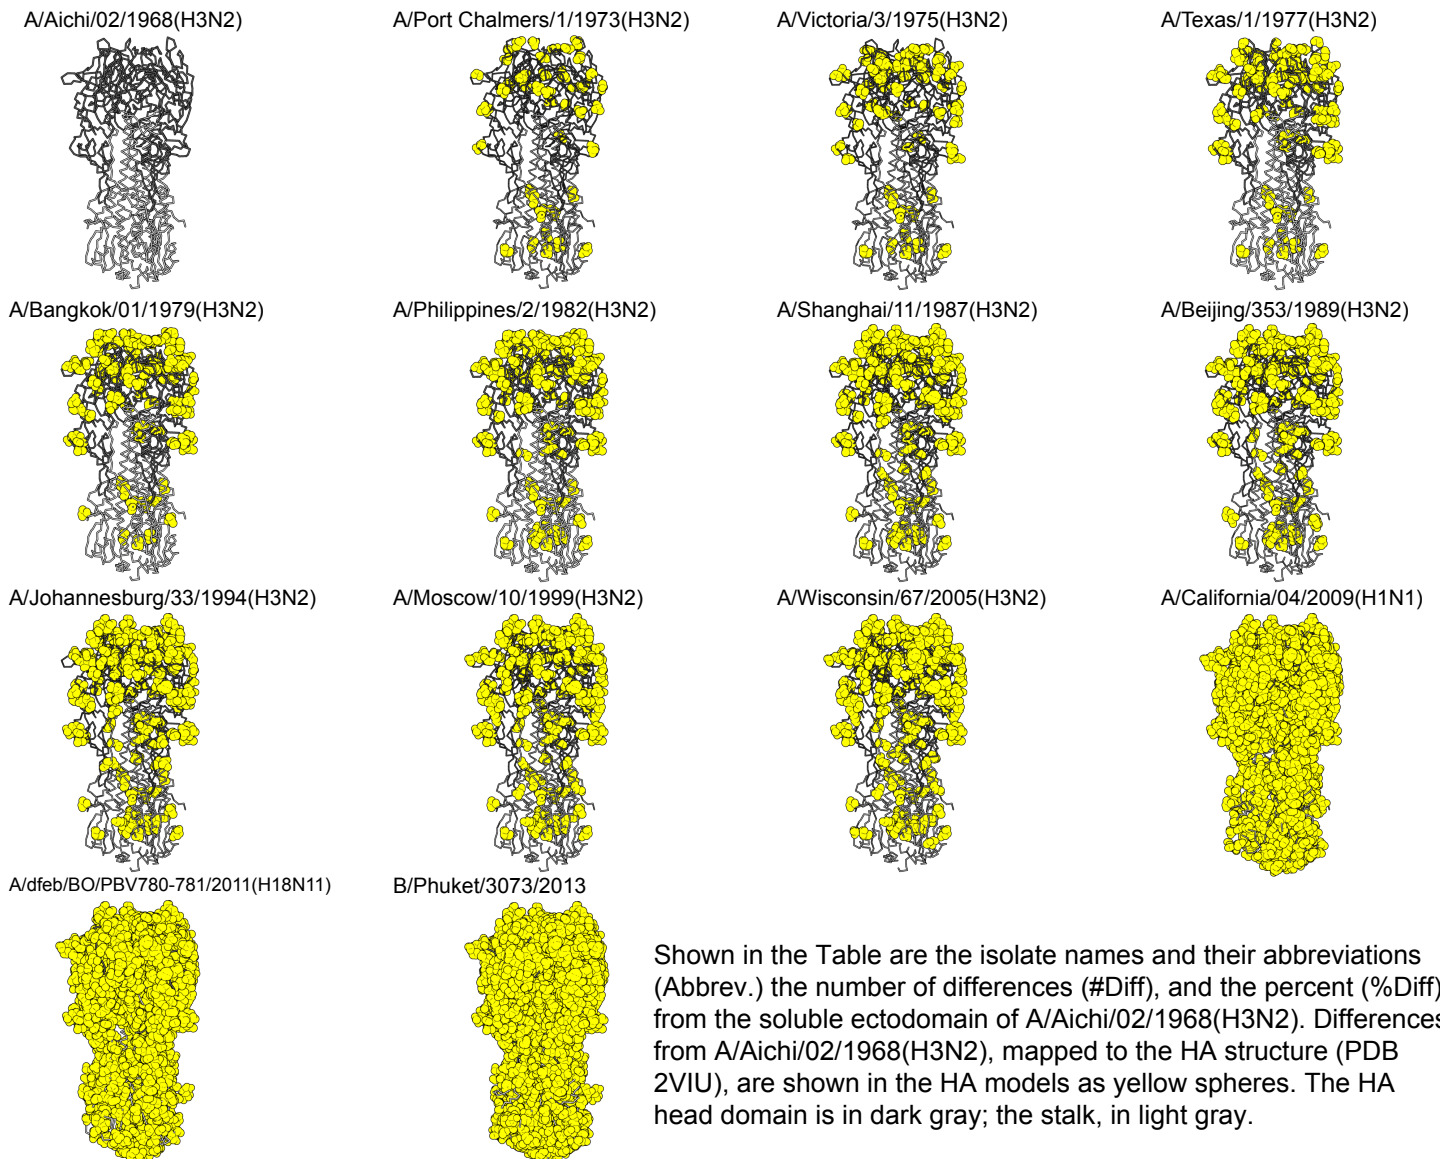 A/Aichi/02/1968(H3N2)
A/Port Chalmers/1/1973(H3N2)
A/Victoria/3/1975(H3N2)
A/Texas/1/1977(H3N2)
A/Bangkok/01/1979(H3N2)
A/Philippines/2/1982(H3N2)
A/Shanghai/11/1987(H3N2)
A/Beijing/353/1989(H3N2)
A/Johannesburg/33/1994(H3N2)
A/Moscow/10/1999(H3N2)
A/Wisconsin/67/2005(H3N2)
A/California/04/2009(H1N1)
A/dfeb/BO/PBV780-781/2011(H18N11)
B/Phuket/3073/2013
Shown in the Table are the isolate names and their abbreviations
(Abbrev.) the number of differences (#Diff), and the percent (%Diff)
from the soluble ectodomain of A/Aichi/02/1968(H3N2). Differences
from A/Aichi/02/1968(H3N2), mapped to the HA structure (PDB
2VIU), are shown in the HA models as yellow spheres. The HA
head domain is in dark gray; the stalk, in light gray.